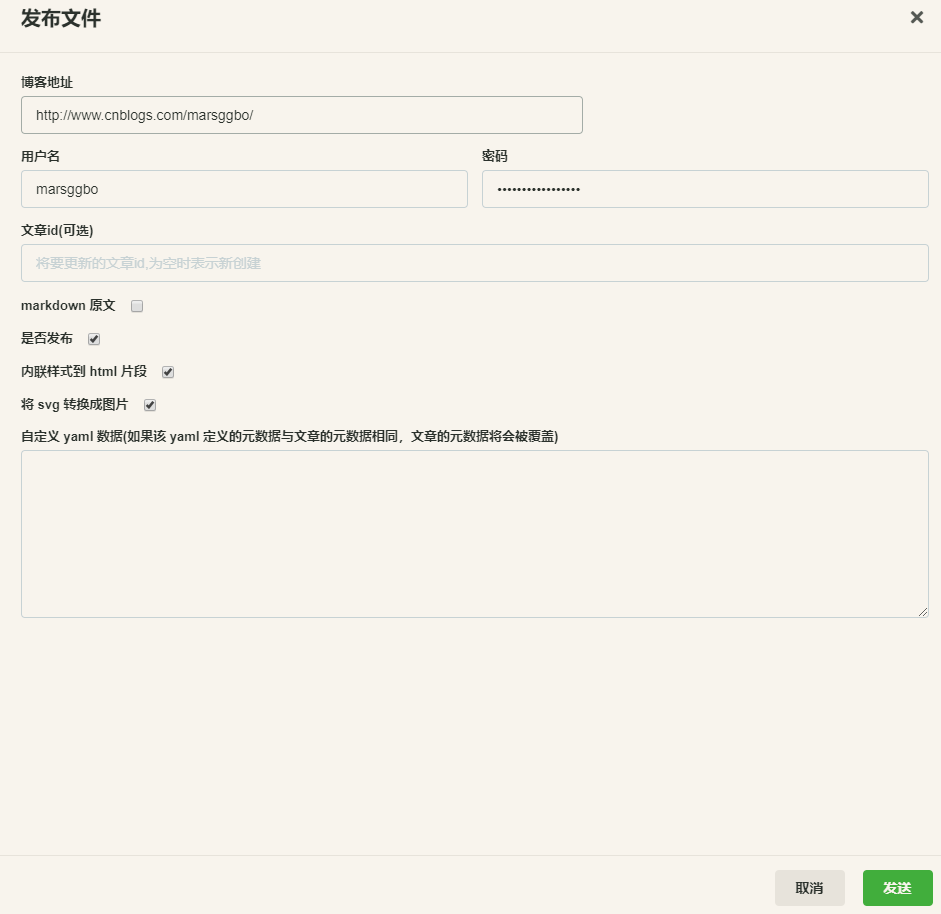 发布文件
博客地址
http://www.cnblogs.com/marsggbo/
用户名 密码
marsggbo •••••••••••••••••
文章id(可选)
将要更新的文章id,为空时表示新创建
markdown 原文
是否发布
内联样式到 html 片段
将 svg 转换成图片
自定义 yaml 数据(如果该 yaml 定义的元数据与文章的元数据相同，文章的元数据将会被覆盖)
取消 发送